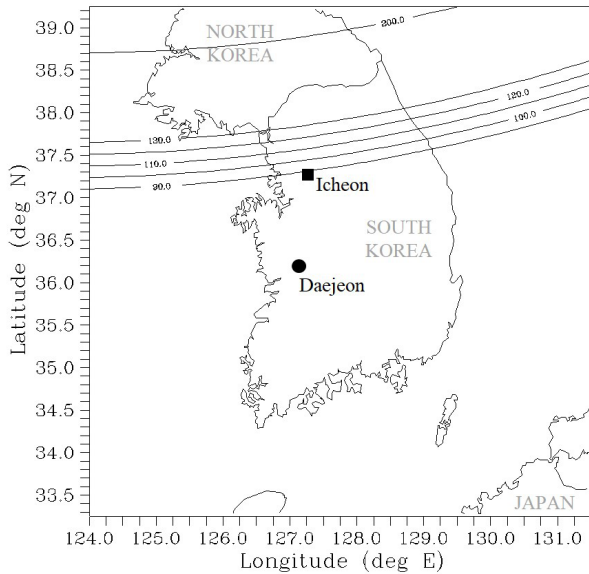 39.0
200.0
NORTH
KOREA
38.5
38.0
120.0
130.0
100.0
37.5
110.0
90.0
37.0
Icheon
36.5
SOUTH
KOREA
36.0
Daejeon
35.5
35.0
34.5
34.0
33.5
JAPAN
124.0 125.0 126.0 127.0 128.0 129.0 130.0 131.0
Longitude (deg E)
Latitude (deg N)